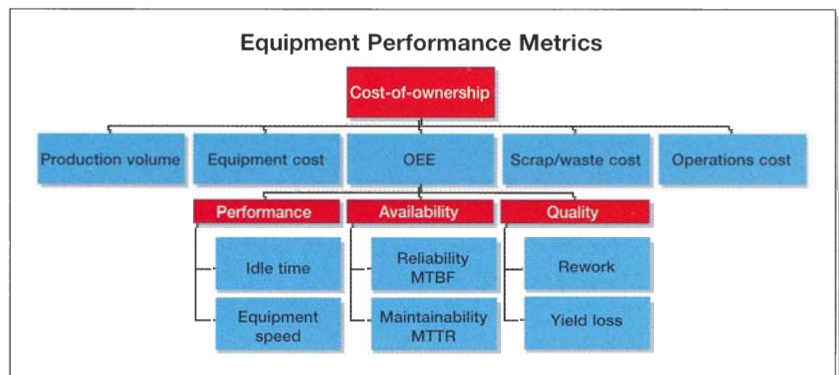 Equipment Performance Metrics
Cost-of-ownership
Production volume
Equipment cost
OEE
Scrap/waste cost
Operations cost
Performance
Availability
Quality
Idle time
Reliability
MTBF
Rework
Equipment
speed
Maintainability
MTTR
Yield loss